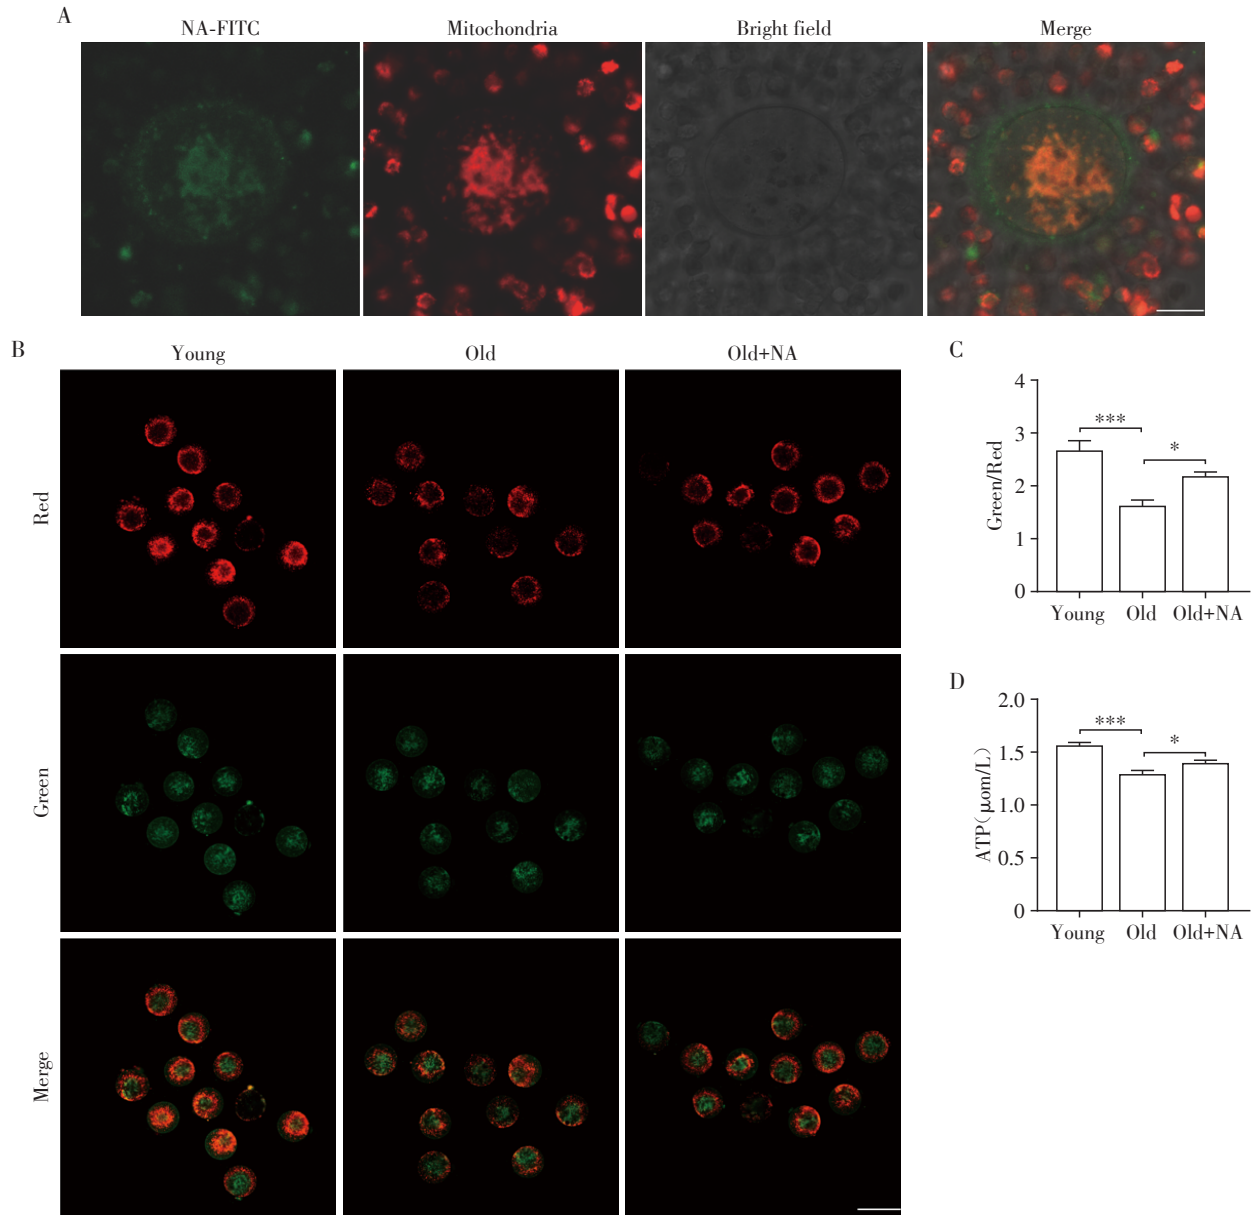 A
NA-FITC
Mitochondria
Bright field
Merge
B
Young
Old
Old+NA
Red
Green
Merge
C
Green/Red
4
3
2
1
0
***
*
Young
Old
Old+NA
D
ATP(μom/L)
2.0
1.5
1.0
0.5
0
***
*
Young
Old
Old+NA